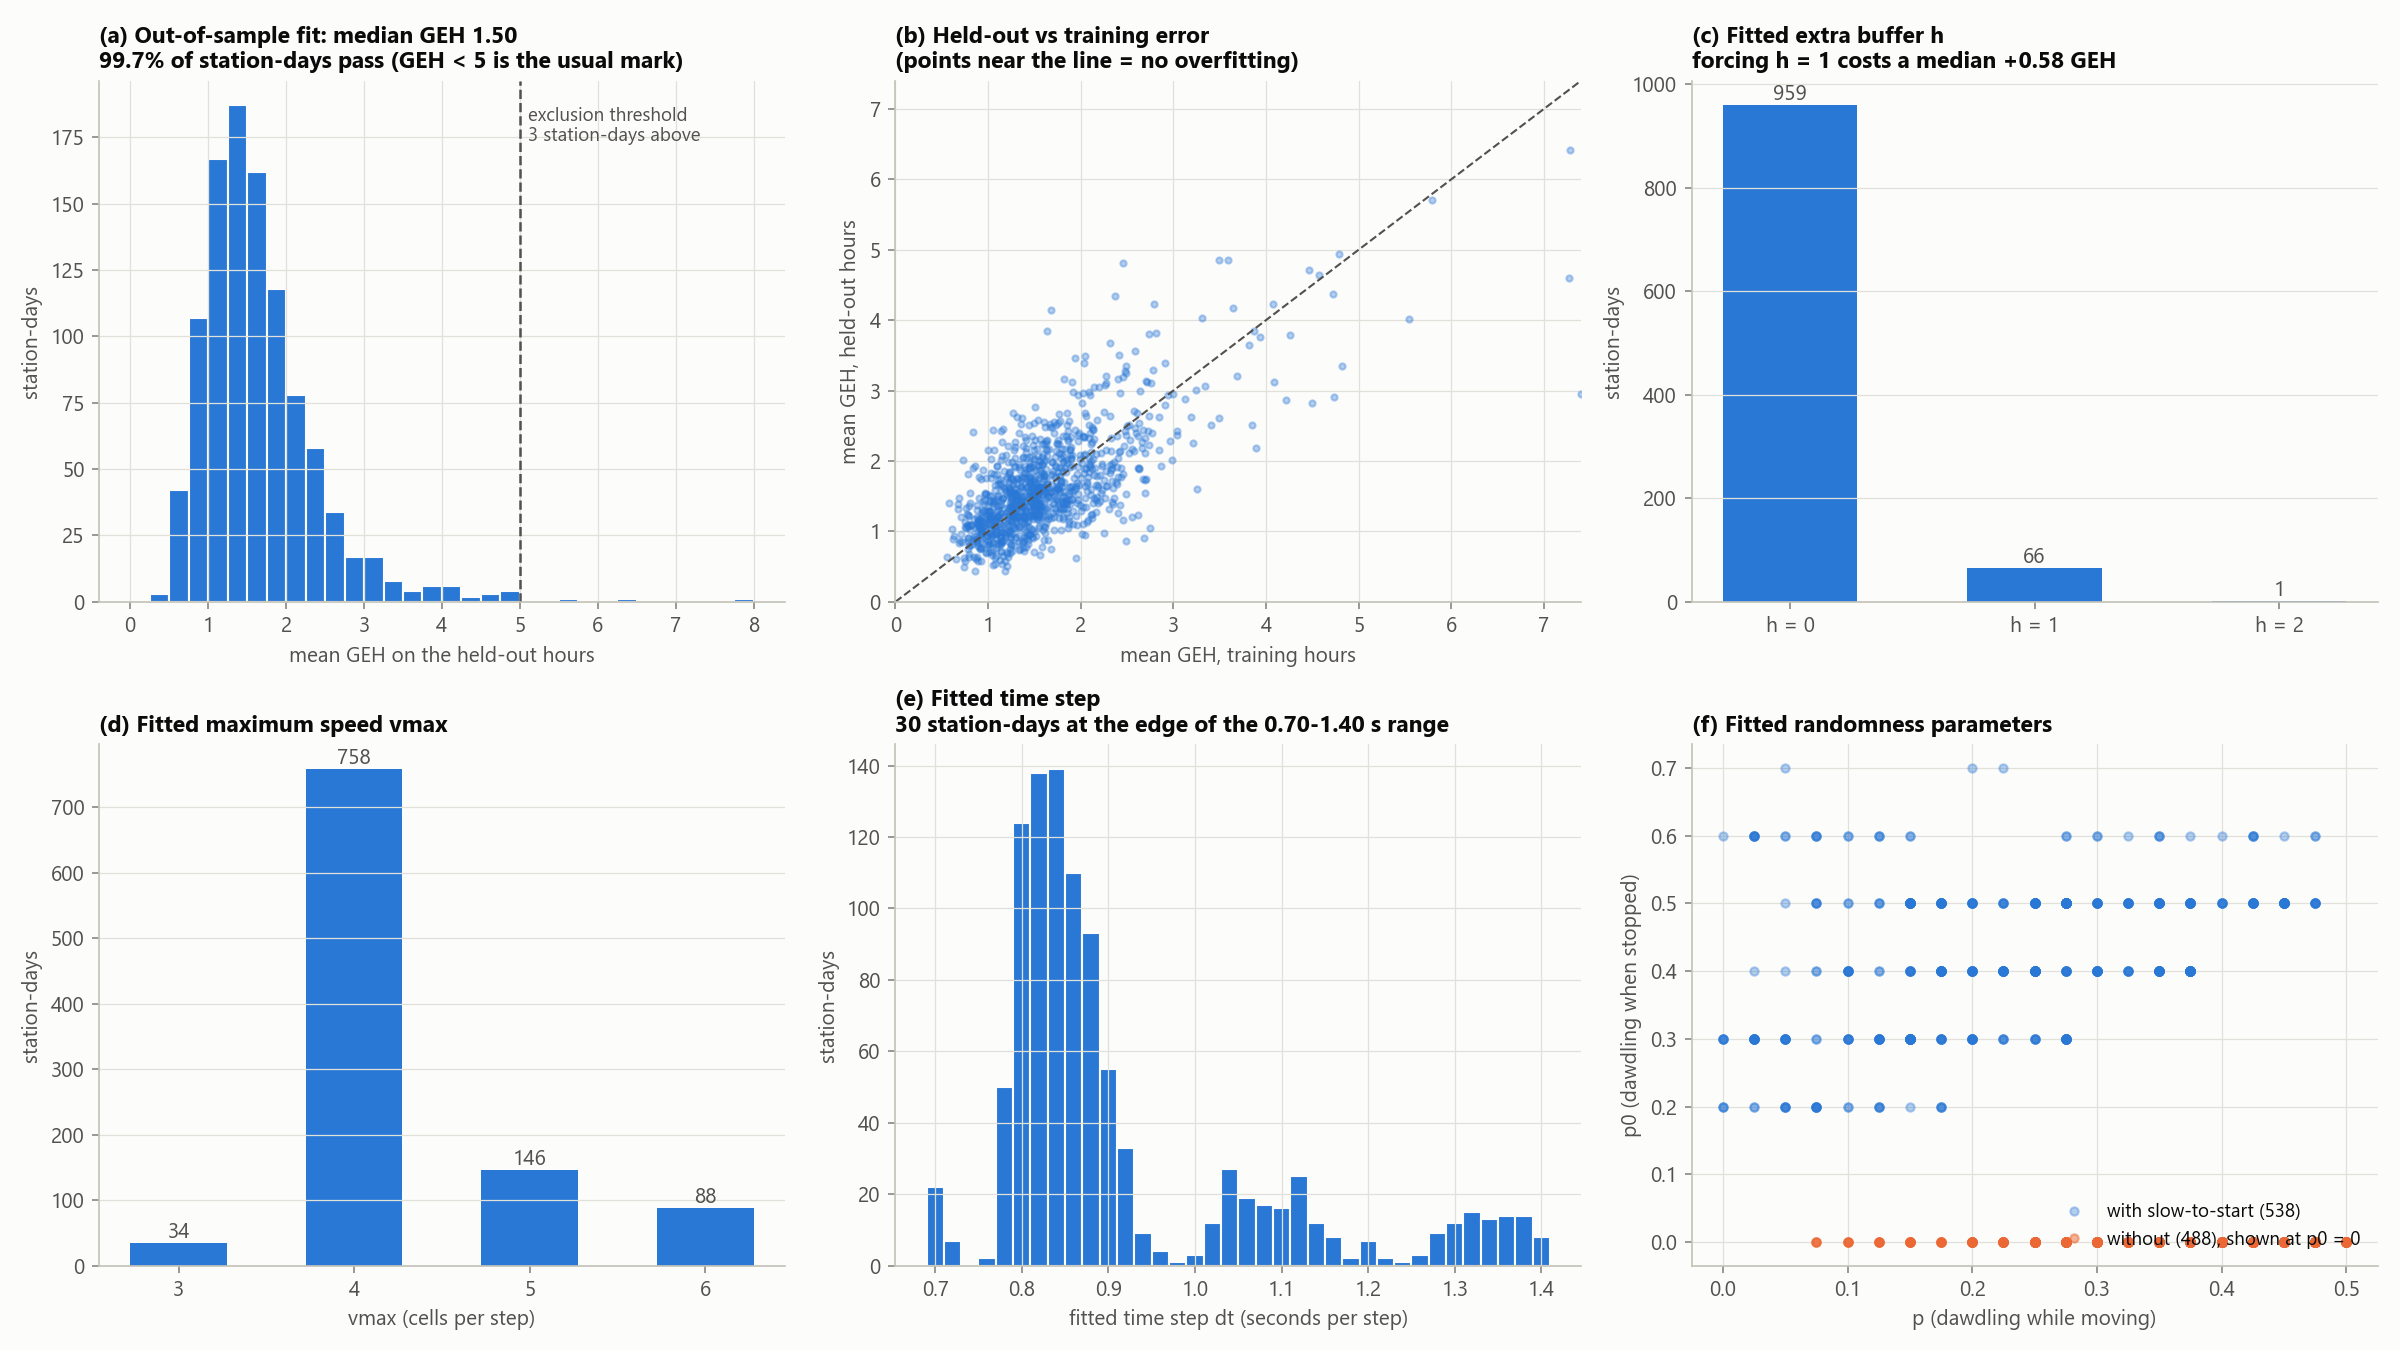 (a) Out-of-sample fit: median GEH 1.50
99.7% of station-days pass (GEH < 5 is the usual mark)
exclusion threshold
3 station-days above
175
150
125
100
75
50
25
0
station-days
0 1 2 3 4 5 6 7 8
mean GEH on the held-out hours
(b) Held-out vs training error
(points near the line = no overfitting)
7
6
5
4
3
2
1
0
mean GEH, held-out hours
0 1 2 3 4 5 6 7
mean GEH, training hours
(c) Fitted extra buffer h
forcing h = 1 costs a median +0.58 GEH
1000
800
600
400
200
0
station-days
959
66
1
h = 0 h = 1 h = 2
(d) Fitted maximum speed vmax
700
600
500
400
300
200
100
0
station-days
34
758
146
88
3 4 5 6
vmax (cells per step)
(e) Fitted time step
30 station-days at the edge of the 0.70-1.40 s range
140
120
100
80
60
40
20
0
station-days
0.7 0.8 0.9 1.0 1.1 1.2 1.3 1.4
fitted time step dt (seconds per step)
(f) Fitted randomness parameters
0.7
0.6
0.5
0.4
0.3
0.2
0.1
0.0
p0 (dawdling when stopped)
with slow-to-start (538)
without (488), shown at p0 = 0
0.0 0.1 0.2 0.3 0.4 0.5
p (dawdling while moving)